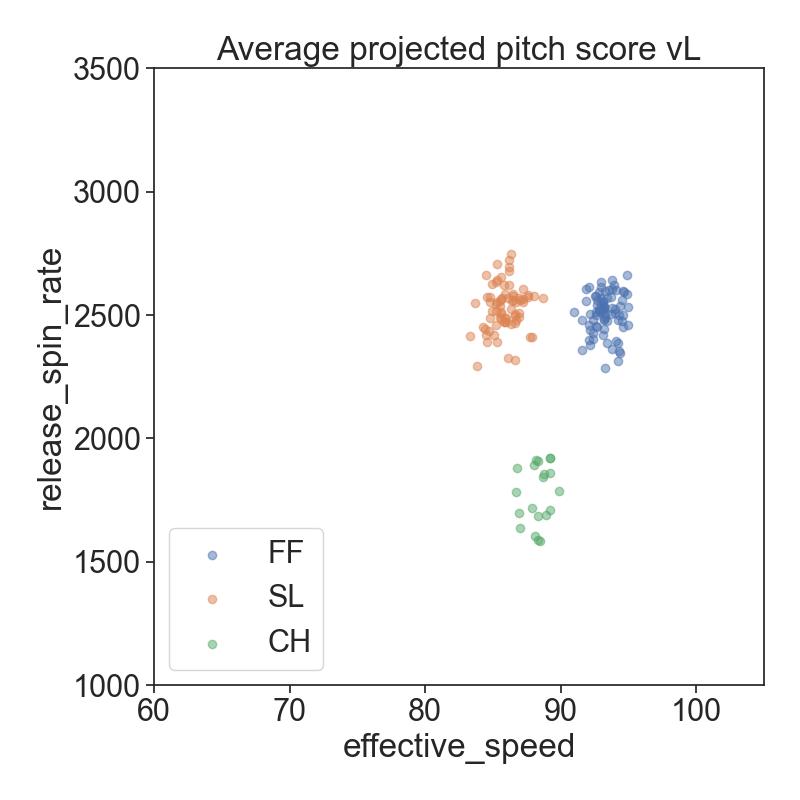 Average projected pitch score vL
3500
3000
2500
2000
1500
1000
release_spin_rate
FF
SL
CH
60 70 80 90 100
effective_speed